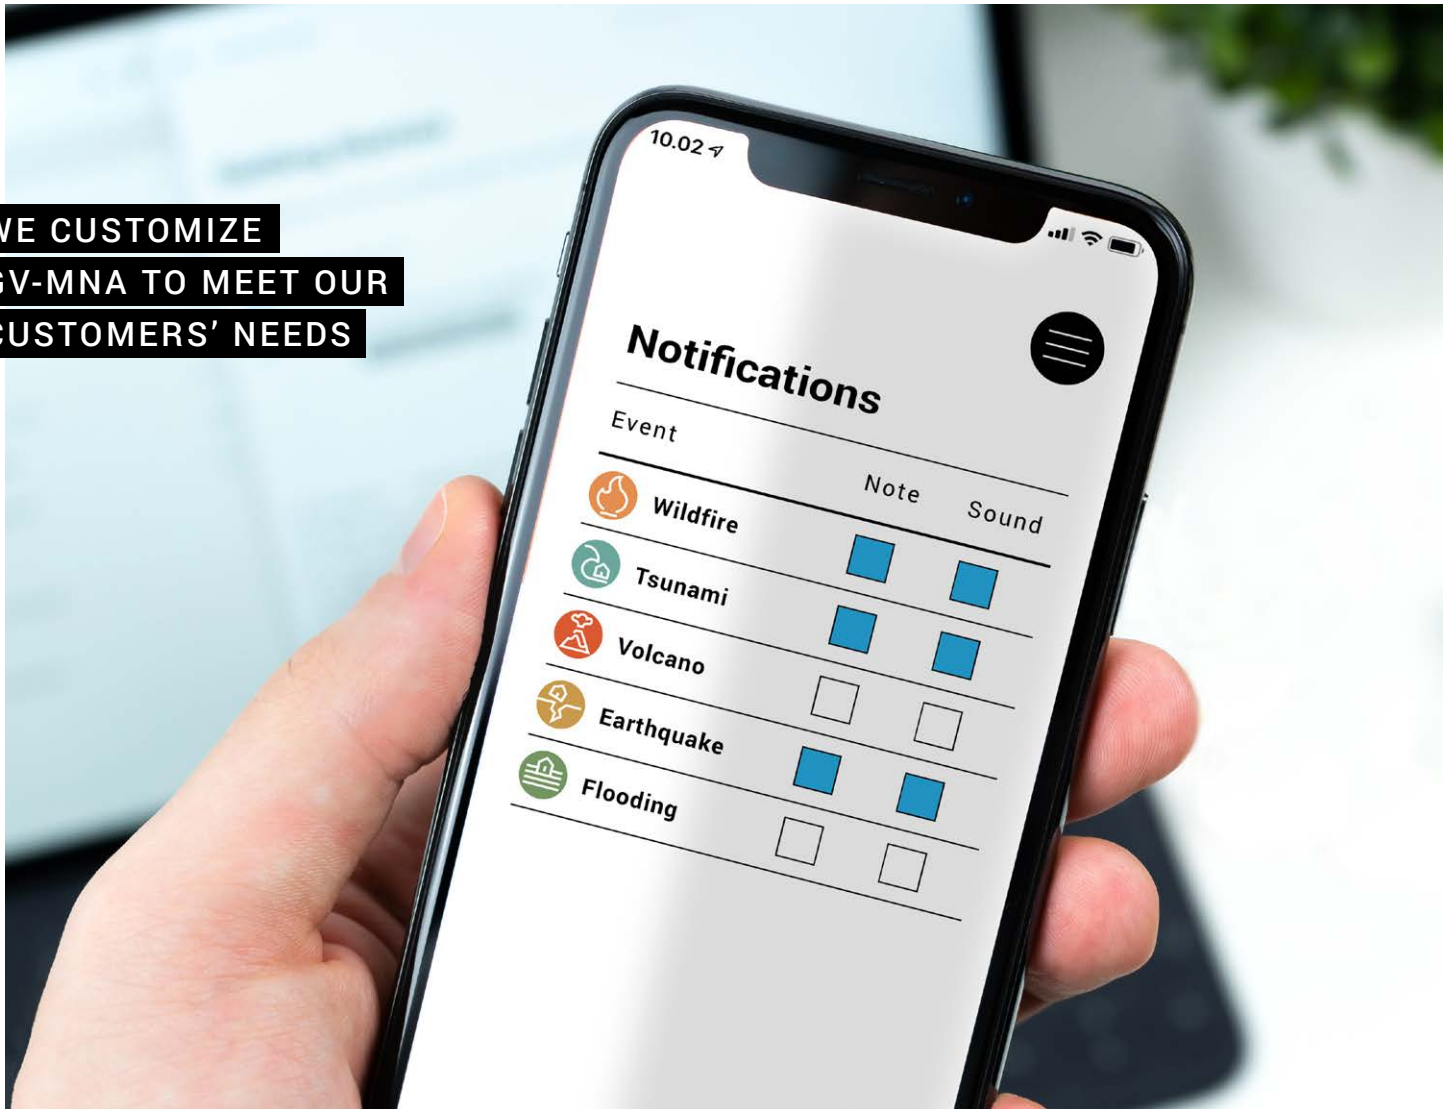 10.02
WE CUSTOMIZE
GV-MNA TO MEET OUR
CUSTOMERS' NEEDS
Notifications
Event Note Sound
Wildfire
Tsunami
Volcano
Earthquake
Flooding